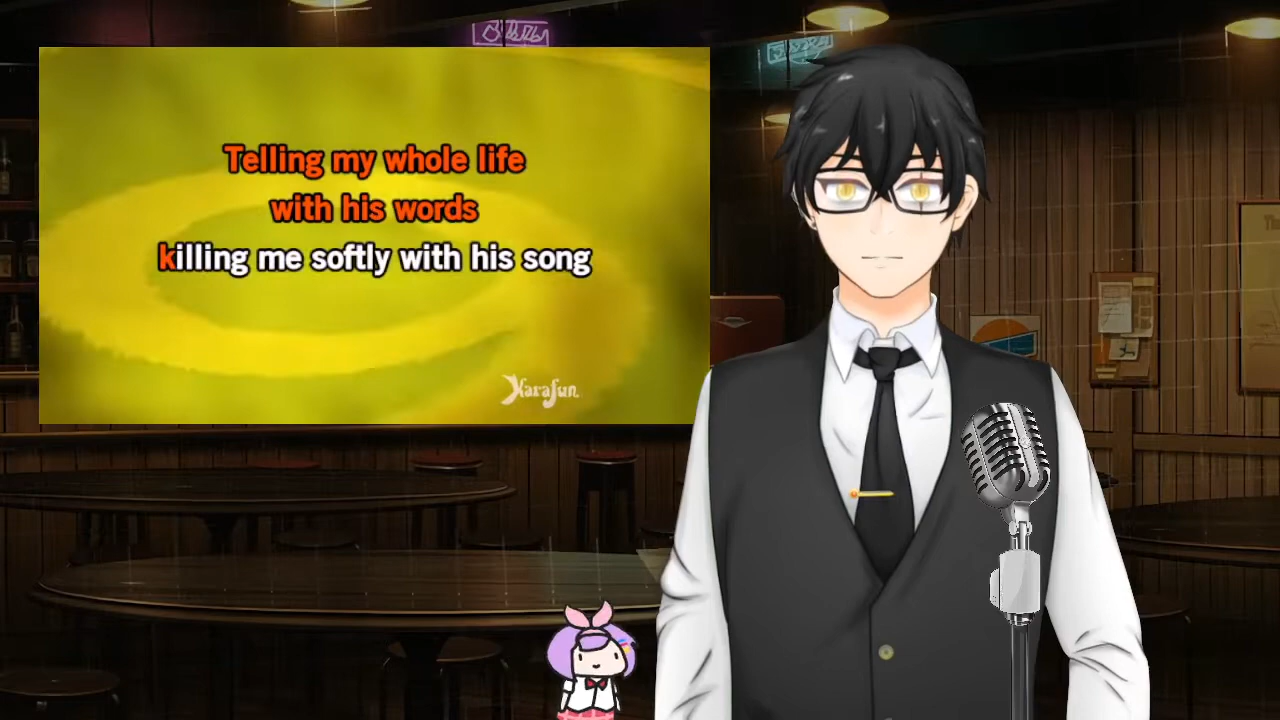 Telling my whole life
with his words
killing me softly with his song
Karafun